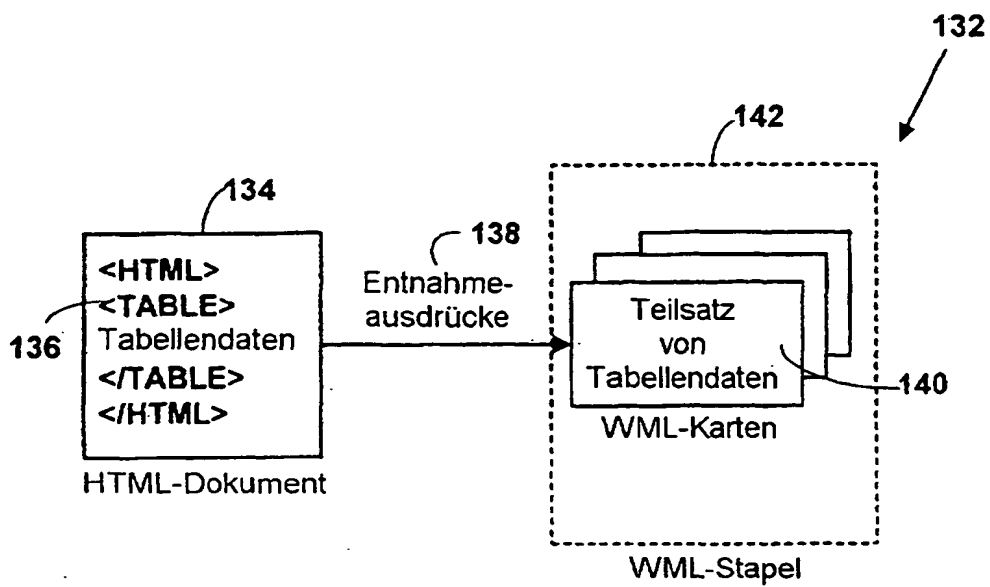 132
142
134
<HTML>
<TABLE>
Tabellendaten
</TABLE>
</HTML>
136
HTML-Dokument
138
Entnahme-
ausdrücke
Teilsatz
von
Tabellendaten
140
WML-Karten
WML-Stapel